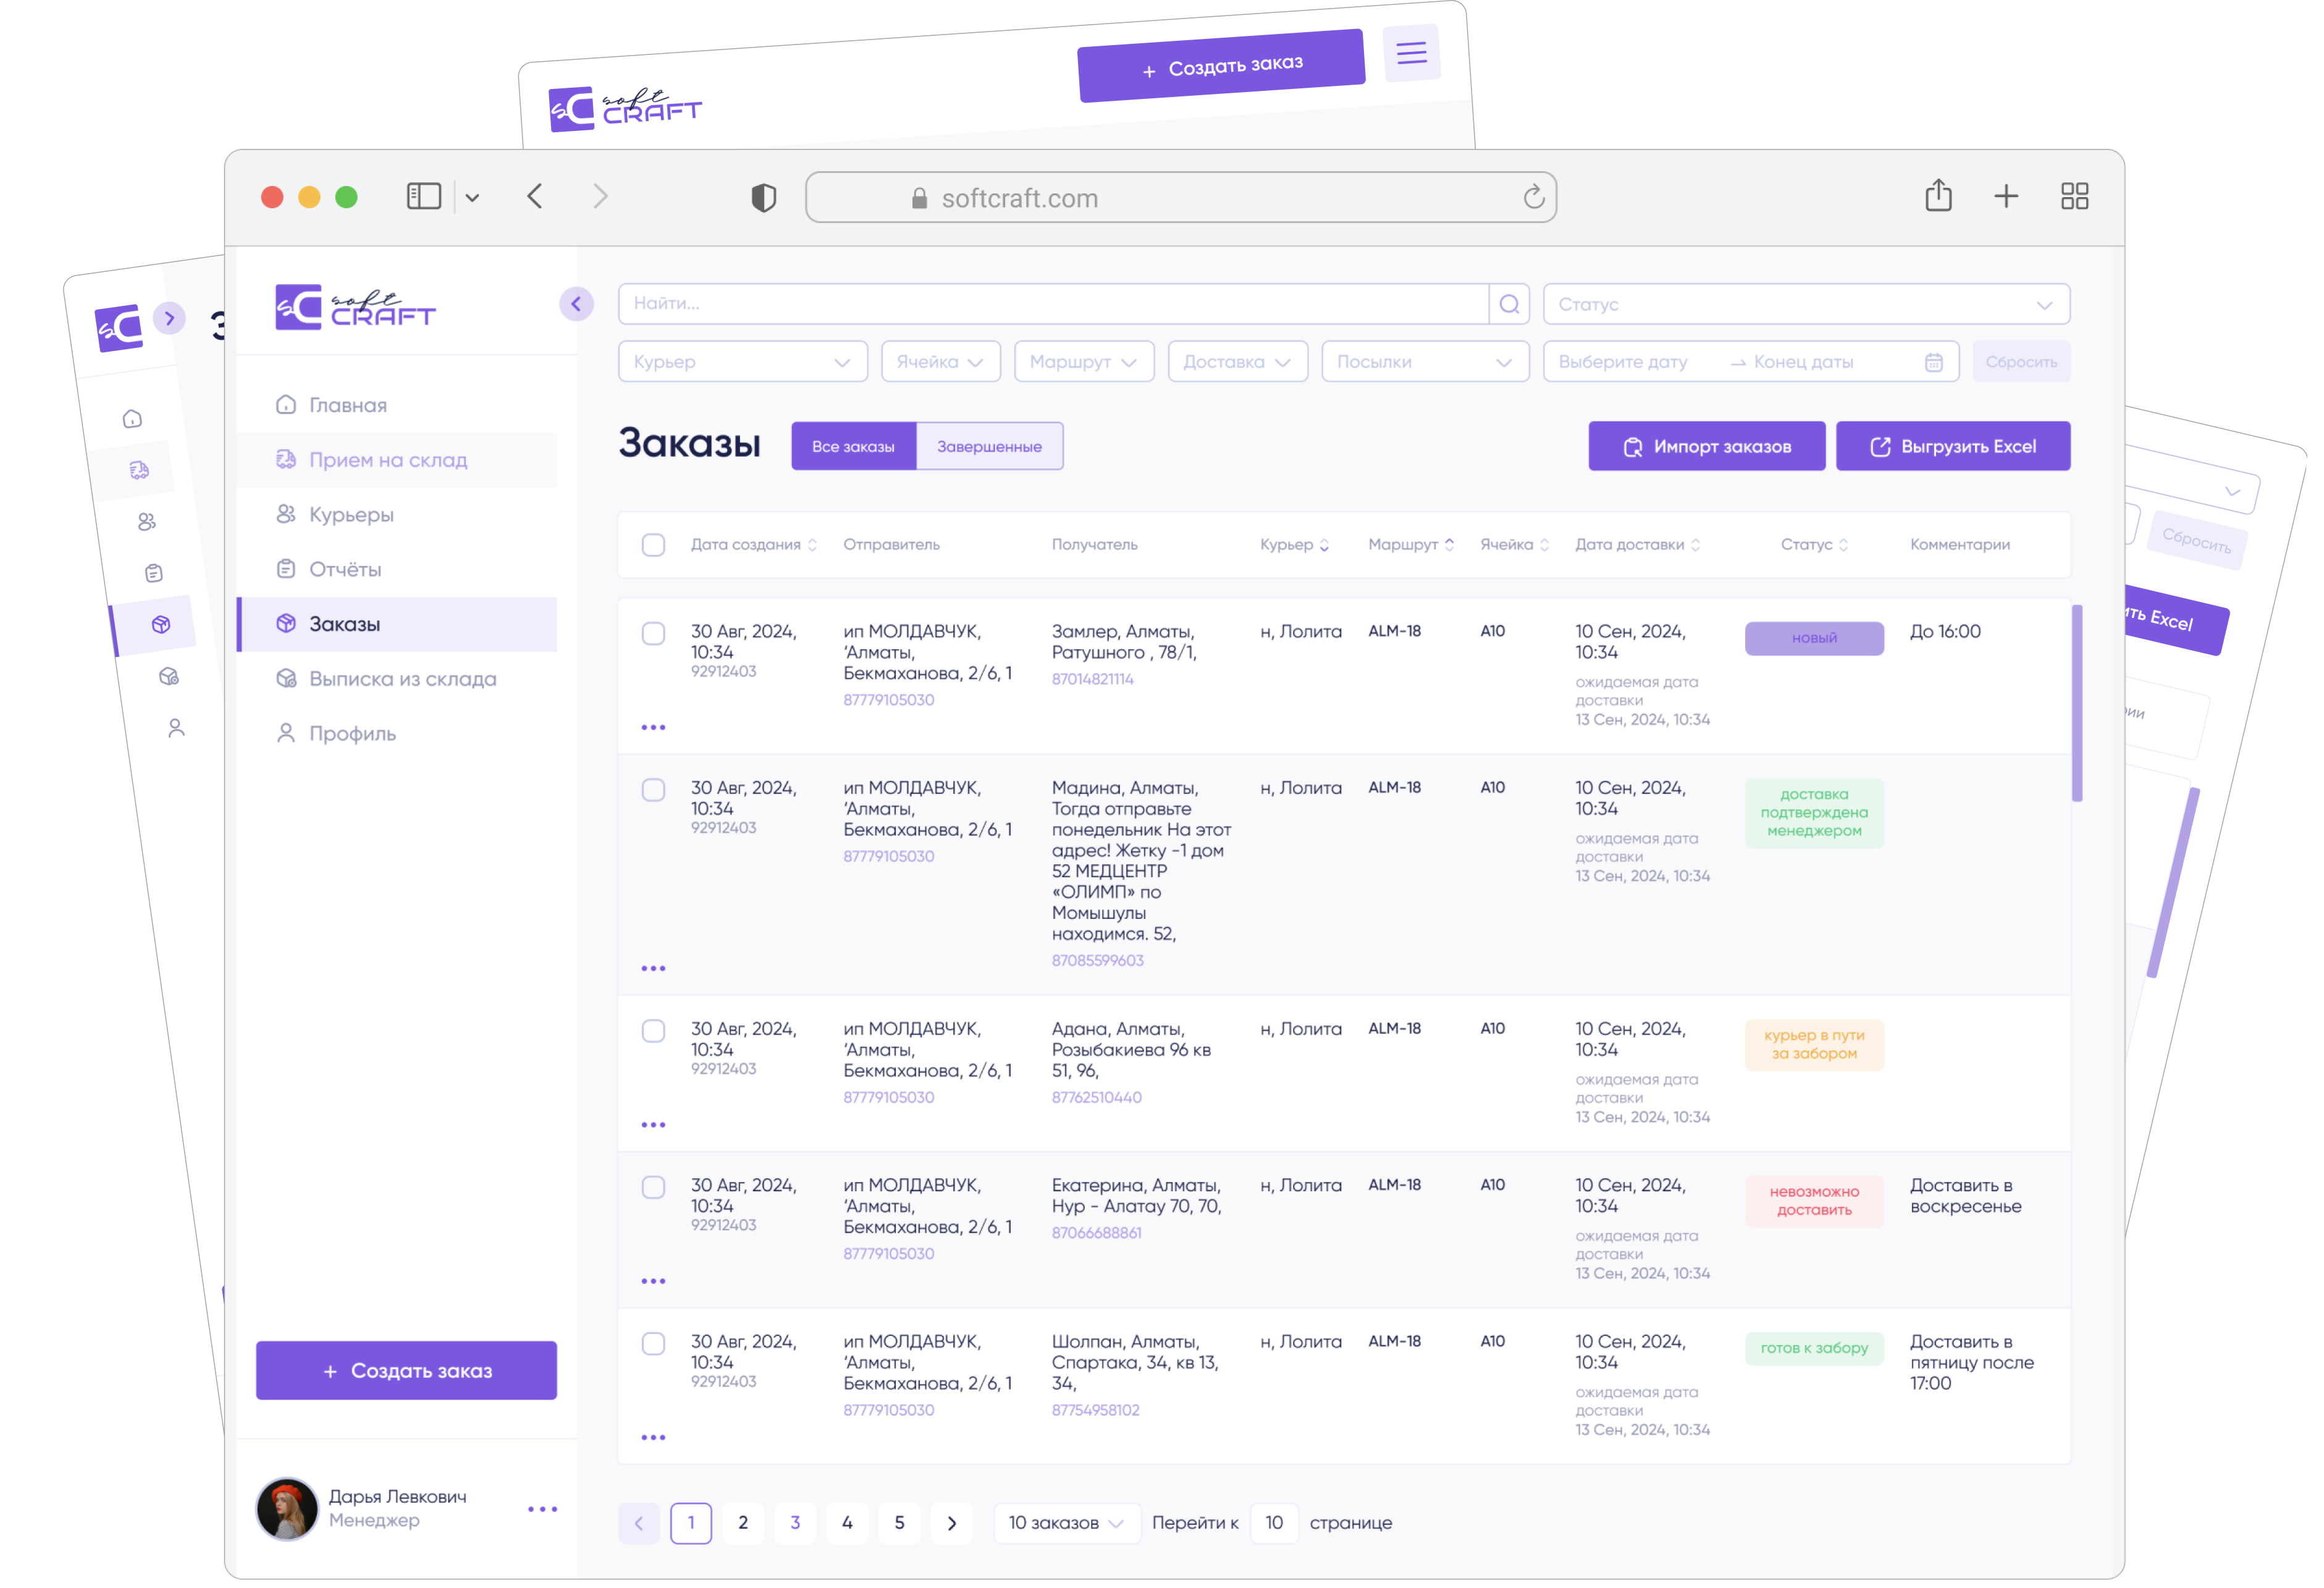 soft
CRAFT
+ Создать заказ
softcraft.com
soft
CRAFT
Главная
Прием на склад
Курьеры
Отчёты
Заказы
Выписка из склада
Профиль
+ Создать заказ
Дарья Левкович
Менеджер
Найти...
Статус
Курьер
Ячейка
Маршрут
Доставка
Посылки
Выберите дату → Конец даты
Сбросить
Заказы
Все заказы
Завершенные
Импорт заказов
Выгрузить Excel
Дата создания
Отправитель
Получатель
Курьер
Маршрут
Ячейка
Дата доставки
Статус
Комментарии
30 Авг, 2024,
10:34
92912403
ип МОЛДАВЧУК,
‘Алматы,
Бекмаханова, 2/6, 1
87779105030
Замлер, Алматы,
Ратушного , 78/1,
87014821114
н, Лолита
ALM-18
A10
10 Сен, 2024,
10:34
ожидаемая дата
доставки
13 Сен, 2024, 10:34
новый
До 16:00
30 Авг, 2024,
10:34
92912403
ип МОЛДАВЧУК,
‘Алматы,
Бекмаханова, 2/6, 1
87779105030
Мадина, Алматы,
Тогда отправьте
понедельник На этот
адрес! Жетку -1 дом
52 МЕДЦЕНТР
«ОЛИМП» по
Момышулы
находимся. 52,
87085599603
н, Лолита
ALM-18
A10
10 Сен, 2024,
10:34
ожидаемая дата
доставки
13 Сен, 2024, 10:34
доставка
подтверждена
менеджером
30 Авг, 2024,
10:34
92912403
ип МОЛДАВЧУК,
‘Алматы,
Бекмаханова, 2/6, 1
87779105030
Адана, Алматы,
Розыбакиева 96 кв
51, 96,
87762510440
н, Лолита
ALM-18
A10
10 Сен, 2024,
10:34
ожидаемая дата
доставки
13 Сен, 2024, 10:34
курьер в пути
за забором
30 Авг, 2024,
10:34
92912403
ип МОЛДАВЧУК,
‘Алматы,
Бекмаханова, 2/6, 1
87779105030
Екатерина, Алматы,
Нур - Алатау 70, 70,
87066688861
н, Лолита
ALM-18
A10
10 Сен, 2024,
10:34
ожидаемая дата
доставки
13 Сен, 2024, 10:34
невозможно
доставить
Доставить в
воскресенье
30 Авг, 2024,
10:34
92912403
ип МОЛДАВЧУК,
‘Алматы,
Бекмаханова, 2/6, 1
87779105030
Шолпан, Алматы,
Спартака, 34, кв 13,
34,
87754958102
н, Лолита
ALM-18
A10
10 Сен, 2024,
10:34
ожидаемая дата
доставки
13 Сен, 2024, 10:34
готов к забору
Доставить в
пятницу после
17:00
1 2 3 4 5
10 заказов
Перейти к 10 странице
Сбросить
Excel